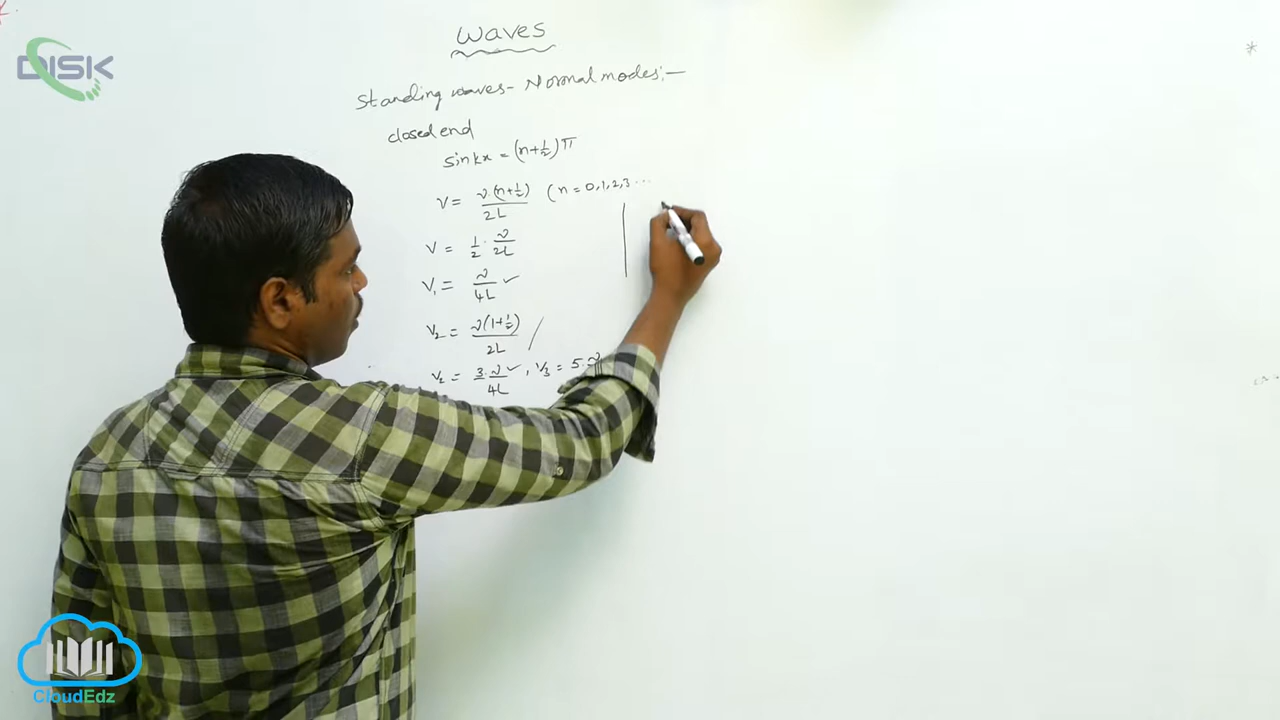 DISK
Waves
Standing waves - Normal modes:-
closed end
sin kx = (n+1/2)π
ν = v(n+1/2)/2L (n = 0,1,2,3 ...
ν = 1/2 · v/2L
ν₁ = v/4L ✓
ν₂ = v(1+1/2)/2L /
ν₂ = 3·v/4L ✓, ν₃ = 5·v
CloudEdz